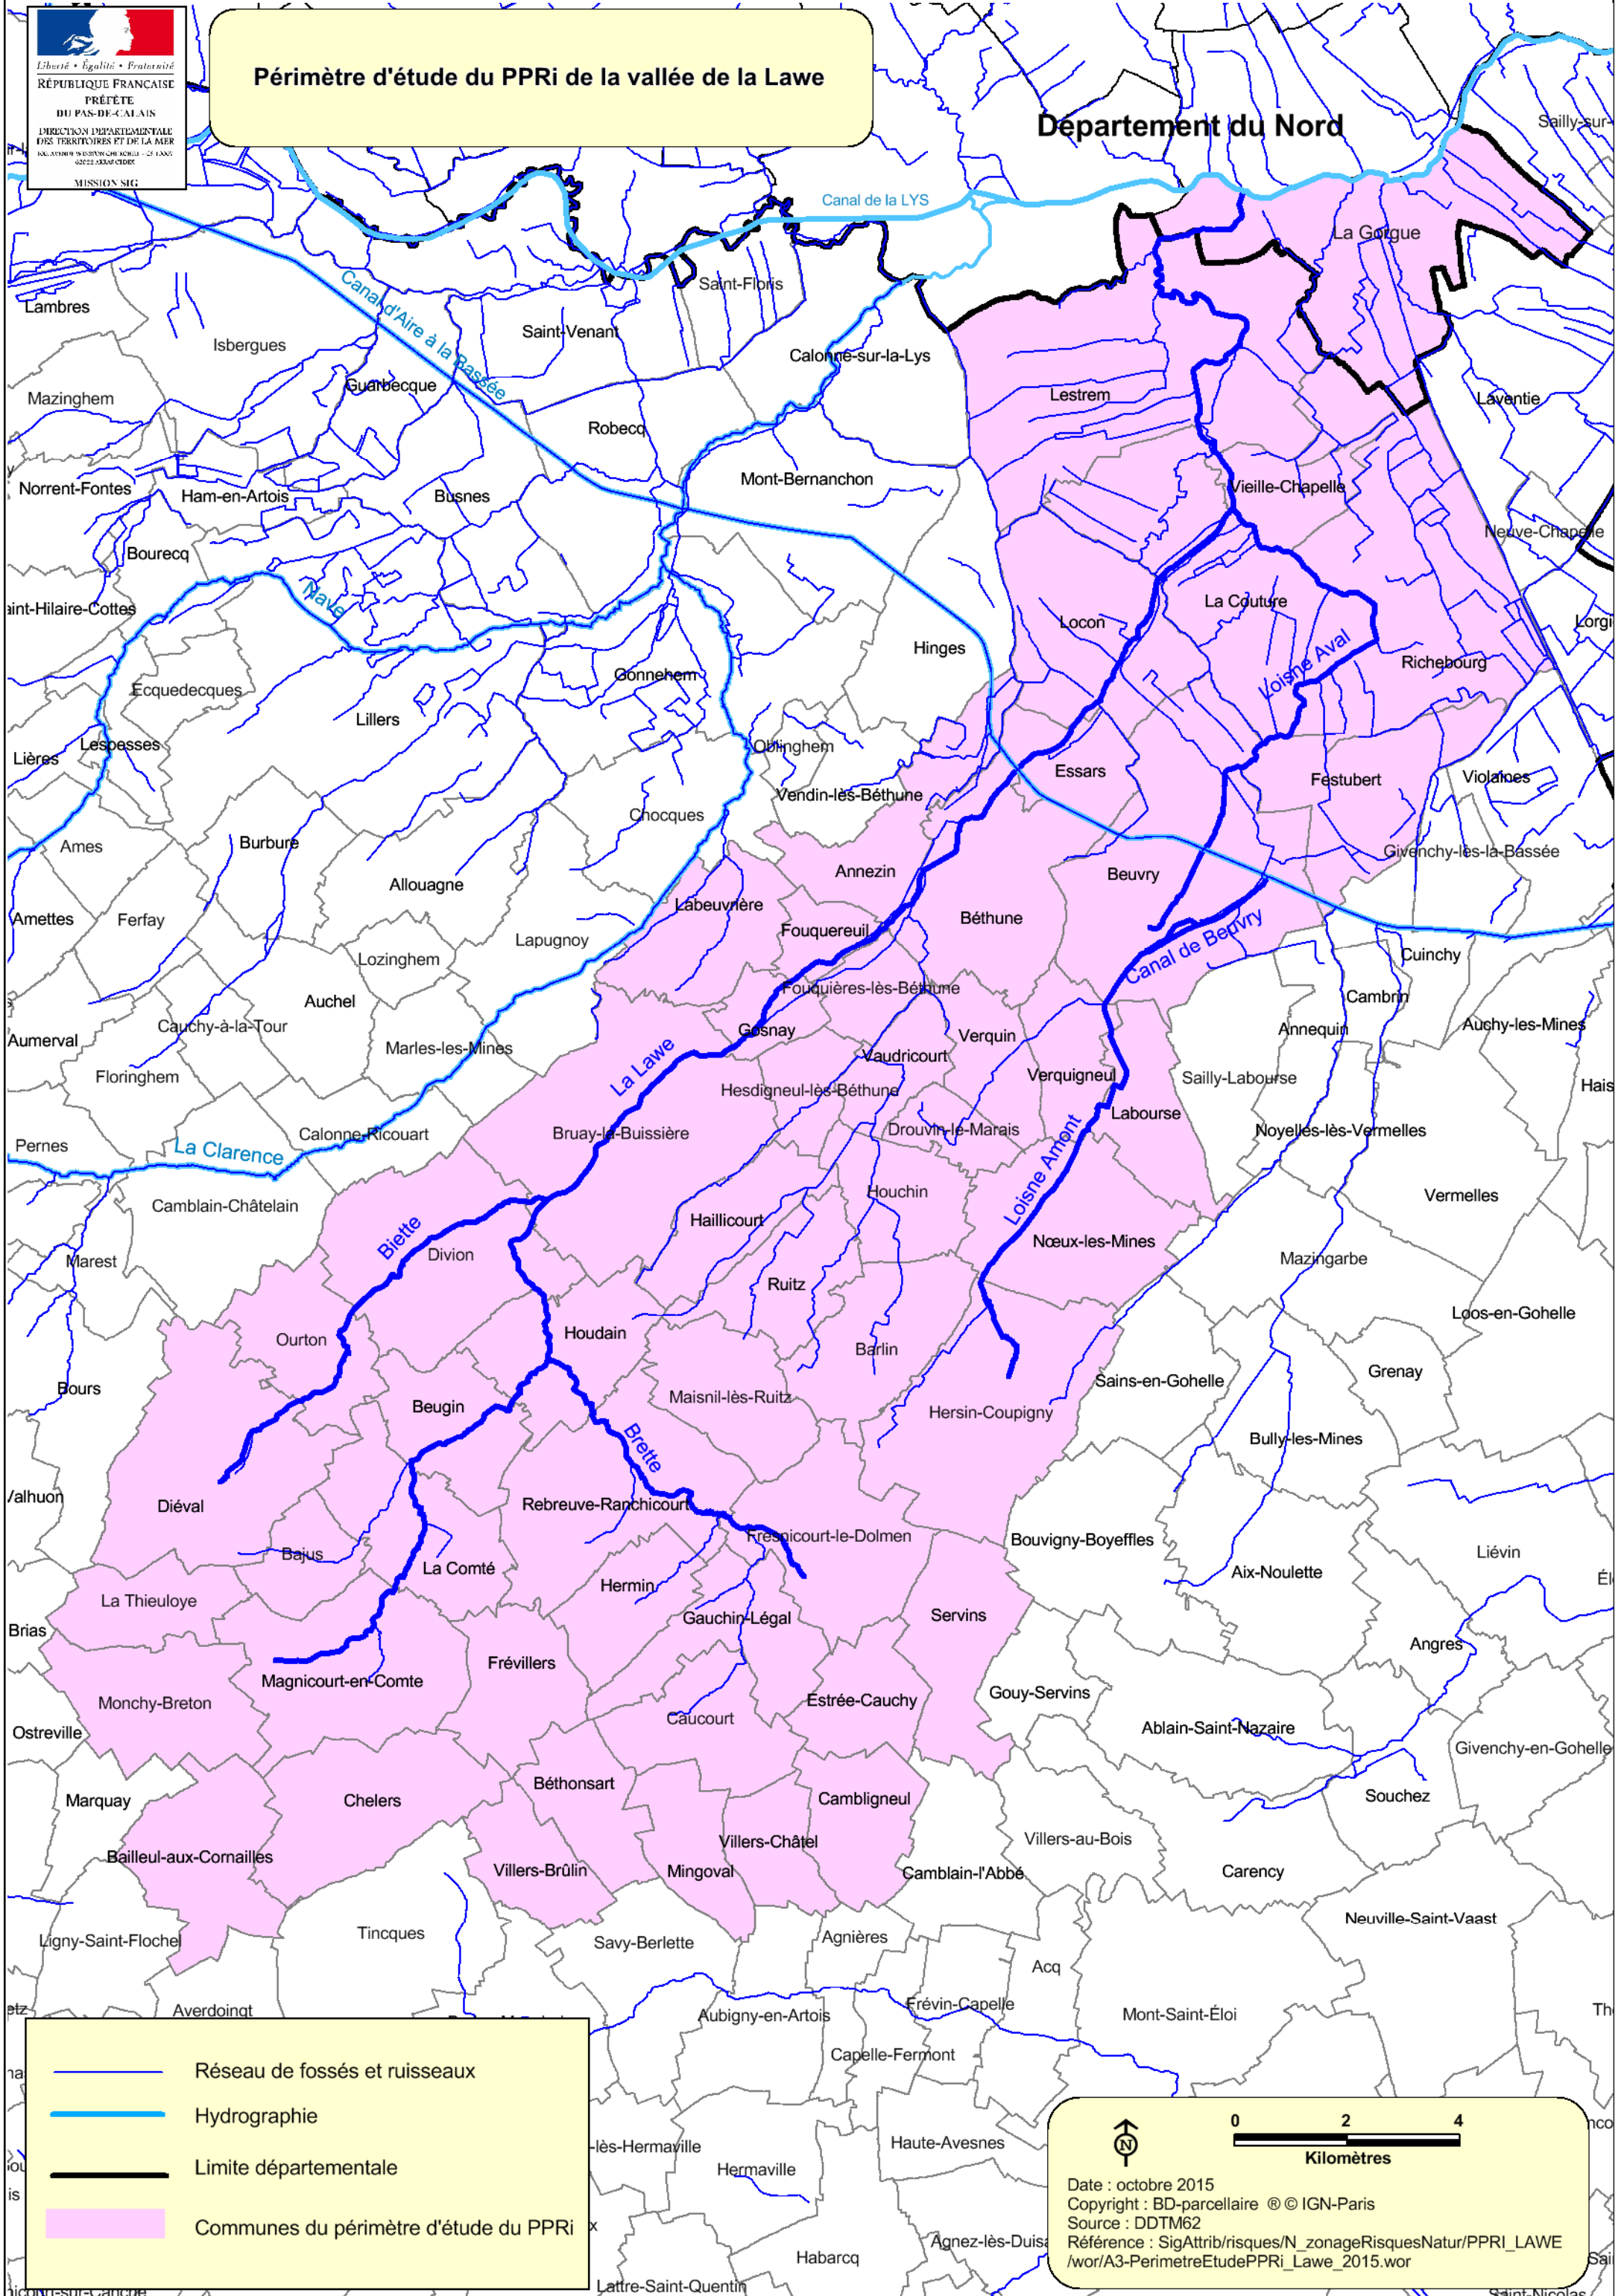 Liberté • Égalité • Fraternité
RÉPUBLIQUE FRANÇAISE
PRÉFÈTE
DU PAS-DE-CALAIS
DIRECTION DEPARTEMENTALE
DES TERRITOIRES ET DE LA MER
MISSION SIG
Périmètre d'étude du PPRi de la vallée de la Lawe
Département du Nord
Sailly-sur-
Canal de la LYS
La Gorgue
Saint-Floris
Lambres
Canal d'Aire à la Bassée
Saint-Venant
Isbergues
Calonne-sur-la-Lys
Guarbecque
Mazinghem
Lestrem
Laventie
Robecq
Mont-Bernanchon
Norrent-Fontes
Ham-en-Artois
Busnes
Vieille-Chapelle
Neuve-Chapelle
Bourecq
Nave
aint-Hilaire-Cottes
La Couture
Locon
Lorgi
Hinges
Loisne Aval
Richebourg
Gonnehem
Ecquedecques
Lillers
Lespesses
Lières
Oblinghem
Essars
Festubert
Violaines
Vendin-lès-Béthune
Chocques
Ames
Burbure
Givenchy-lès-la-Bassée
Annezin
Beuvry
Allouagne
Labeuvrière
Amettes
Ferfay
Fouquereuil
Béthune
Lapugnoy
Canal de Beuvry
Lozinghem
Cuinchy
Fouquières-lès-Béthune
Auchel
Cambrin
Cauchy-à-la-Tour
Gosnay
Verquin
Annequin
Auchy-les-Mines
Aumerval
Marles-les-Mines
La Lawe
Vaudricourt
Floringhem
Hesdigneul-lès-Béthune
Verquigneul
Sailly-Labourse
Hais
Labourse
Calonne-Ricouart
Bruay-la-Buissière
Drouvin-le-Marais
Noyelles-lès-Vermelles
Pernes
La Clarence
Loisne Amont
Houchin
Vermelles
Camblain-Châtelain
Haillicourt
Biette
Divion
Nœux-les-Mines
Marest
Mazingarbe
Ruitz
Loos-en-Gohelle
Ourton
Houdain
Barlin
Grenay
Bours
Sains-en-Gohelle
Maisnil-lès-Ruitz
Beugin
Hersin-Coupigny
Brette
Bully-les-Mines
Valhuon
Diéval
Rebreuve-Ranchicourt
Fresnicourt-le-Dolmen
Bouvigny-Boyeffles
Bajus
Liévin
La Comté
Aix-Noulette
Hermin
Él
La Thieuloye
Gauchin-Légal
Servins
Brias
Angres
Frévillers
Magnicourt-en-Comte
Monchy-Breton
Estrée-Cauchy
Gouy-Servins
Caucourt
Ablain-Saint-Nazaire
Ostreville
Givenchy-en-Gohelle
Béthonsart
Marquay
Chelers
Cambligneul
Souchez
Villers-Châtel
Villers-au-Bois
Bailleul-aux-Cornailles
Villers-Brûlin
Mingoval
Camblain-l'Abbé
Carency
Neuville-Saint-Vaast
Tincques
Ligny-Saint-Flochel
Savy-Berlette
Agnières
Acq
etz
Averdoingt
Aubigny-en-Artois
Frévin-Capelle
Mont-Saint-Éloi
Th
Capelle-Fermont
Réseau de fossés et ruisseaux
Hydrographie
Limite départementale
Communes du périmètre d'étude du PPRi
-lès-Hermaville
Haute-Avesnes
Hermaville
Agnez-lès-Duisa
Habarcq
Lattre-Saint-Quentin
N
0 2 4
Kilomètres
Date : octobre 2015
Copyright : BD-parcellaire ® © IGN-Paris
Source : DDTM62
Référence : SigAttrib/risques/N_zonageRisquesNatur/PPRI_LAWE
/wor/A3-PerimetreEtudePPRi_Lawe_2015.wor
Saint-Nicolas